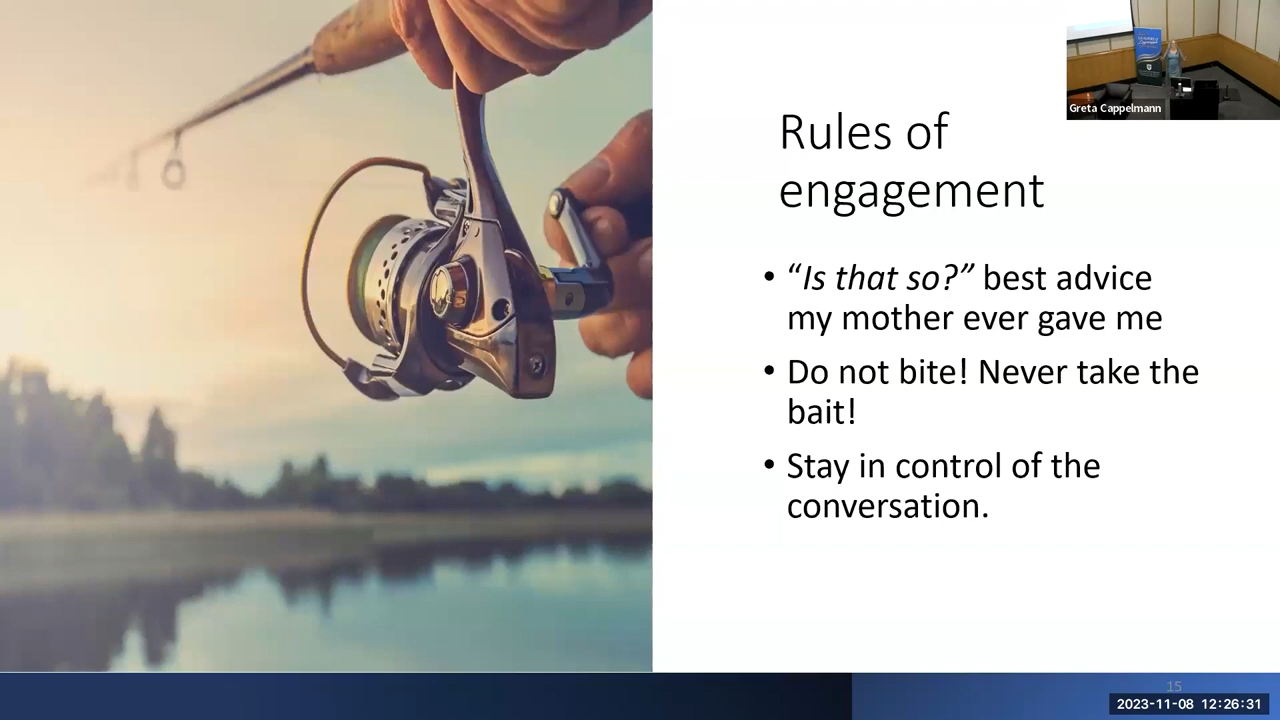 Greta Cappelmann
Rules of
engagement
• “Is that so?” best advice
my mother ever gave me
• Do not bite! Never take the
bait!
• Stay in control of the
conversation.
15
2023-11-08 12:26:31